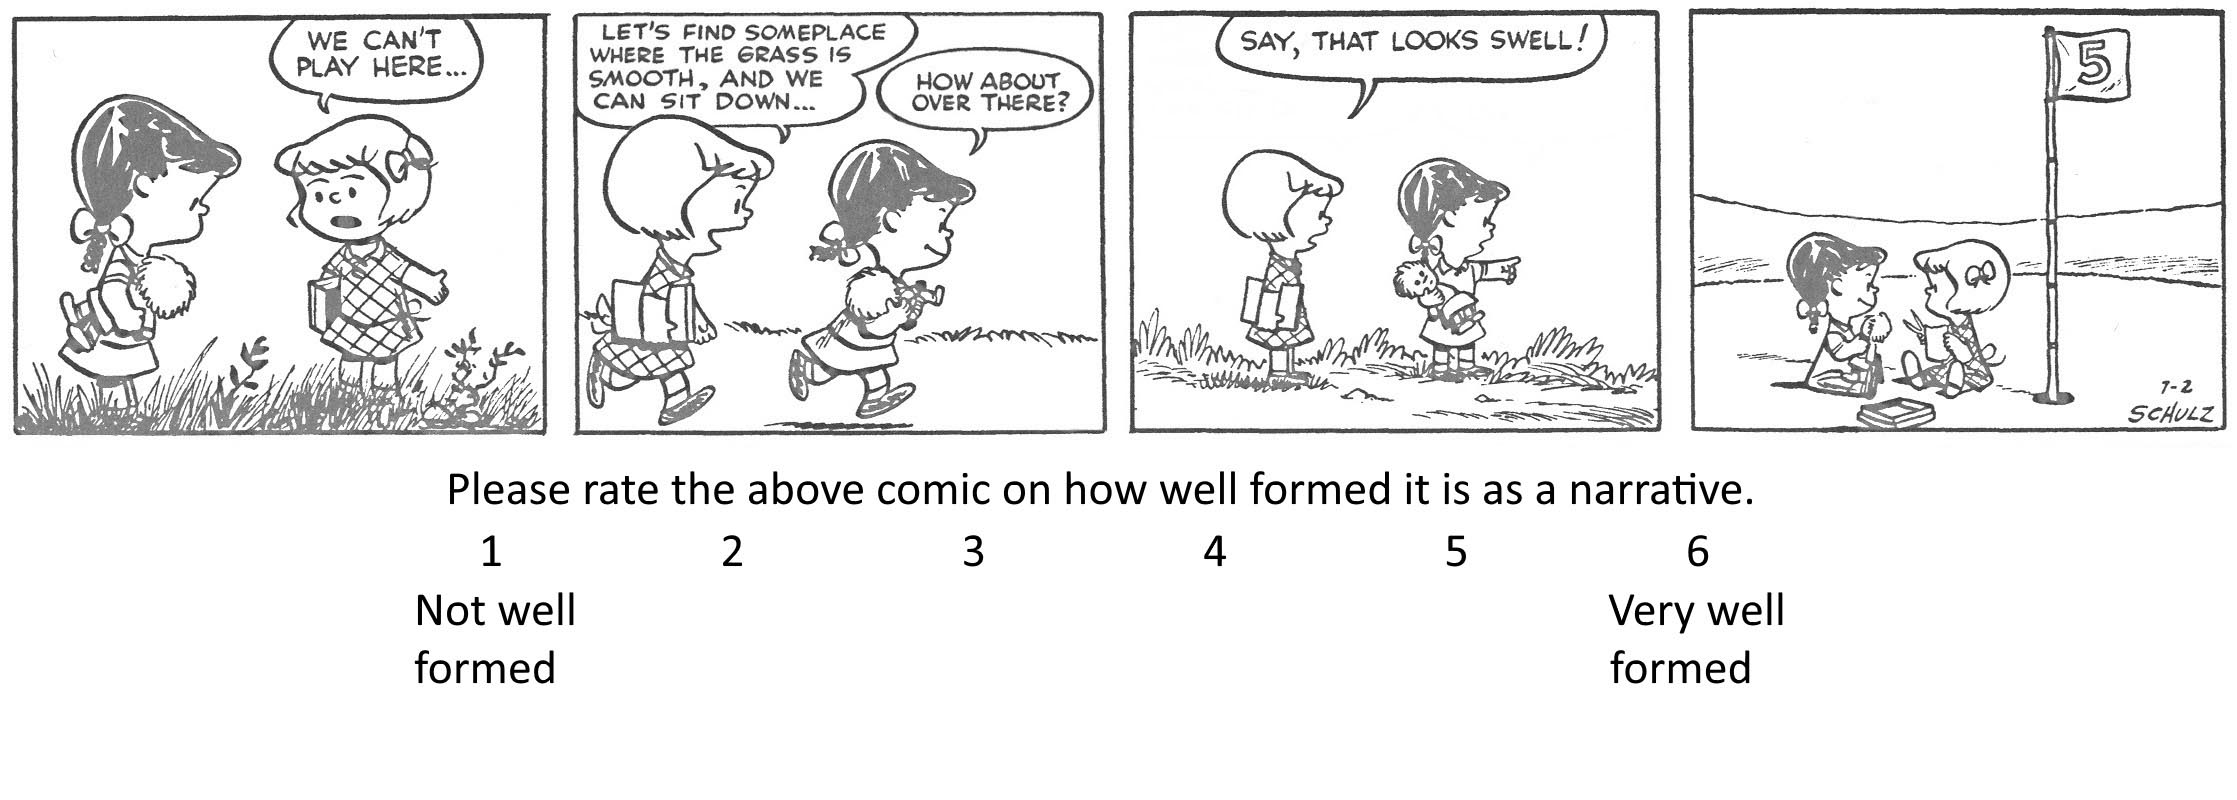 WE CAN'T
PLAY HERE...
LET'S FIND SOMEPLACE
WHERE THE GRASS IS
SMOOTH, AND WE
CAN SIT DOWN...
HOW ABOUT
OVER THERE?
SAY, THAT LOOKS SWELL!
5
7-2
SCHULZ
Please rate the above comic on how well formed it is as a narrative.
1 2 3 4 5 6
Not well
formed
Very well
formed